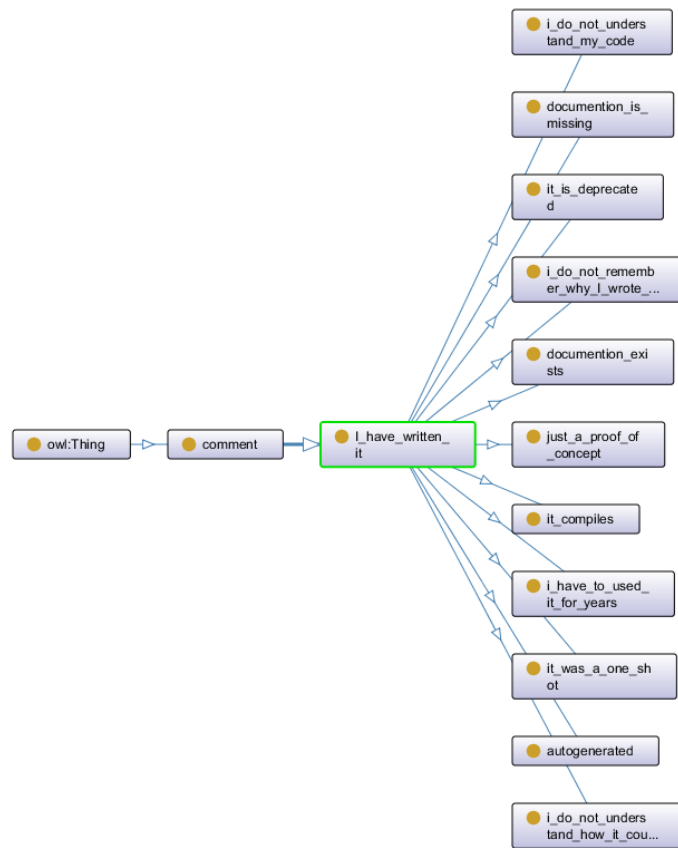 i_do_not_unders
tand_my_code
documention_is_
missing
it_is_deprecate
d
i_do_not_rememb
er_why_I_wrote_...
documention_exi
sts
owl:Thing
comment
I_have_written_
it
just_a_proof_of
_concept
it_compiles
i_have_to_used_
it_for_years
it_was_a_one_sh
ot
autogenerated
i_do_not_unders
tand_how_it_cou...